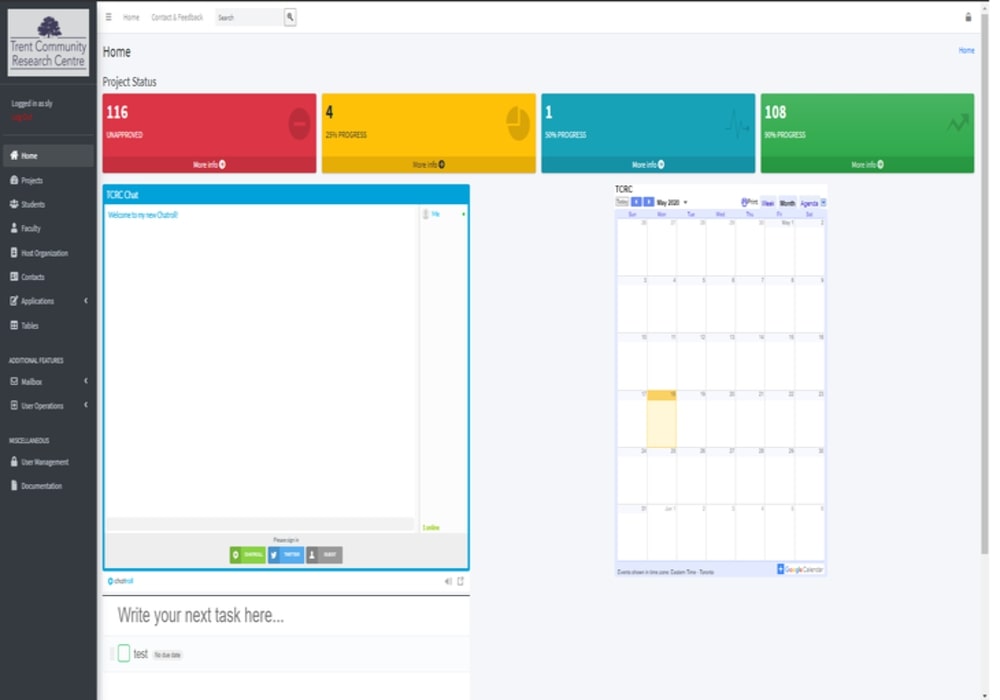 Trent Community
Research Centre
Logged in as sly
Log Out
Home
Projects
Students
Faculty
Host Organization
Contacts
Applications
Tables
ADDITIONAL FEATURES
Mailbox
User Operations
MISCELLANEOUS
User Management
Documentation
Home Contact & Feedback Search
Home
Home
Project Status
116
UNAPPROVED
More info
4
25% PROGRESS
More info
1
50% PROGRESS
More info
108
90% PROGRESS
More info
TCRC Chat
Welcome to my new Chatroll!
Me
online
Please sign in
CHATROLL TWITTER GUEST
chatroll
Write your next task here...
test No due date
TCRC
Today May 2020 Print Week Month Agenda
Sun Mon Tue Wed Thu Fri Sat
26 27 28 29 30 May 1 2
3 4 5 6 7 8 9
10 11 12 13 14 15 16
17 18 19 20 21 22 23
24 25 26 27 28 29 30
31 Jun 1 2 3 4 5 6
Events shown in time zone: Eastern Time - Toronto
Google Calendar